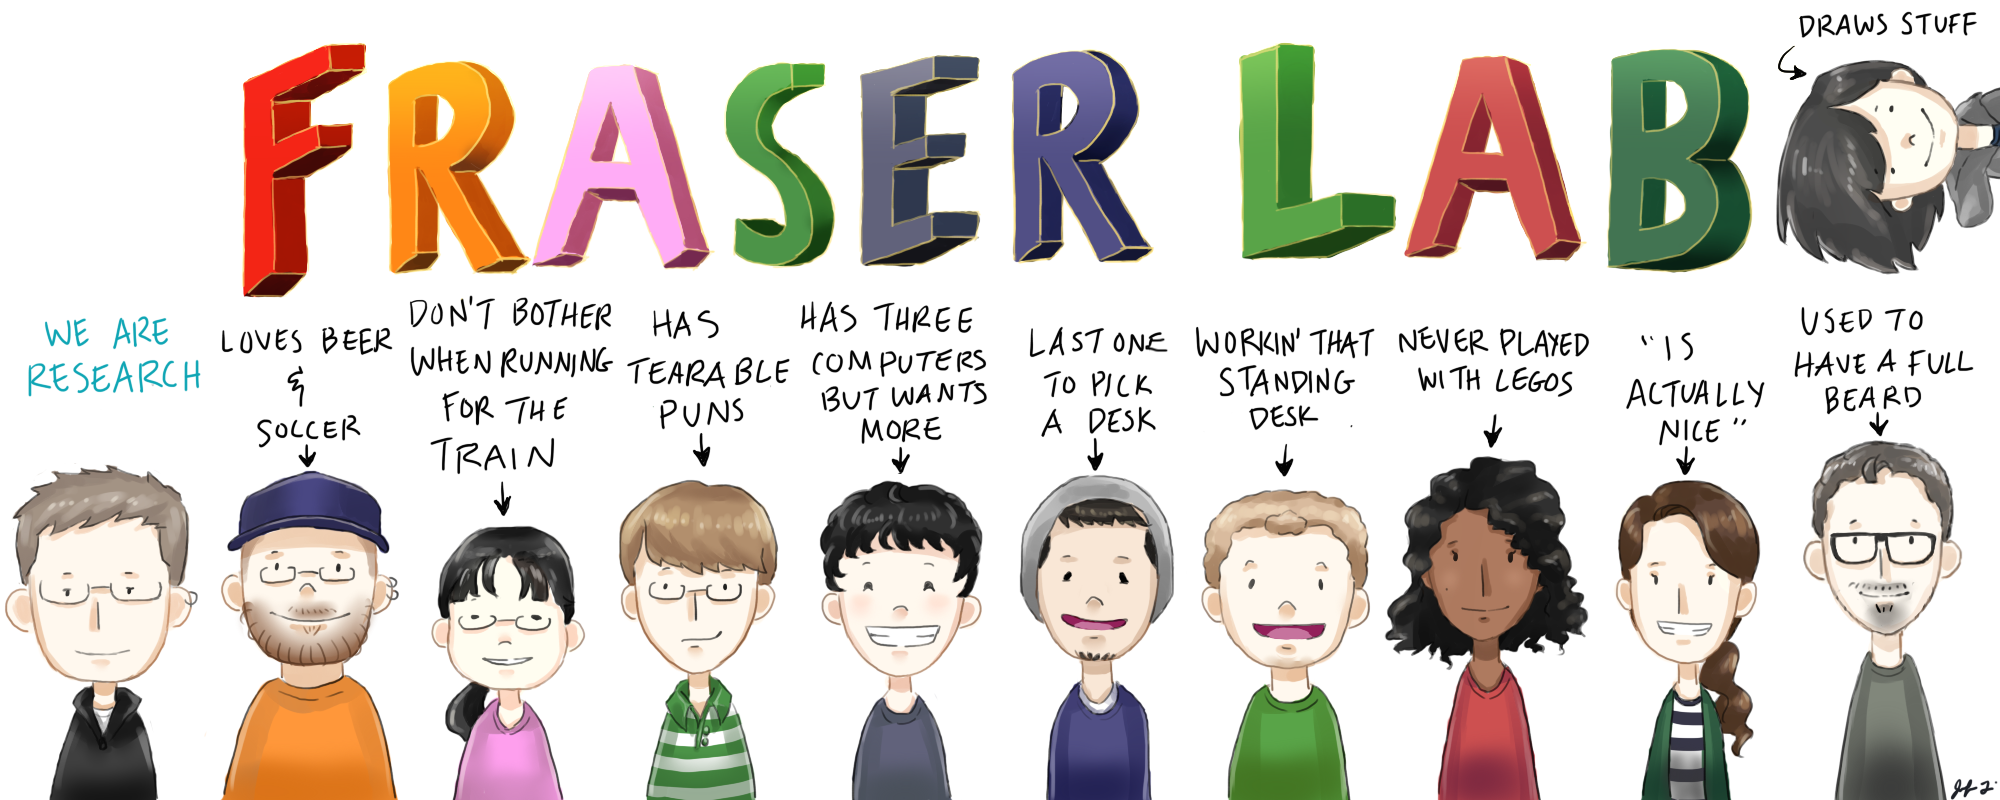 FRASER LAB
DRAWS STUFF
WE ARE
RESEARCH
LOVES BEER
&
SOCCER
DON'T BOTHER
WHEN RUNNING
FOR THE
TRAIN
HAS
TEARABLE
PUNS
HAS THREE
COMPUTERS
BUT WANTS
MORE
LAST ONE
TO PICK
A DESK
WORKIN' THAT
STANDING
DESK
NEVER PLAYED
WITH LEGOS
"IS
ACTUALLY
NICE"
USED TO
HAVE A FULL
BEARD